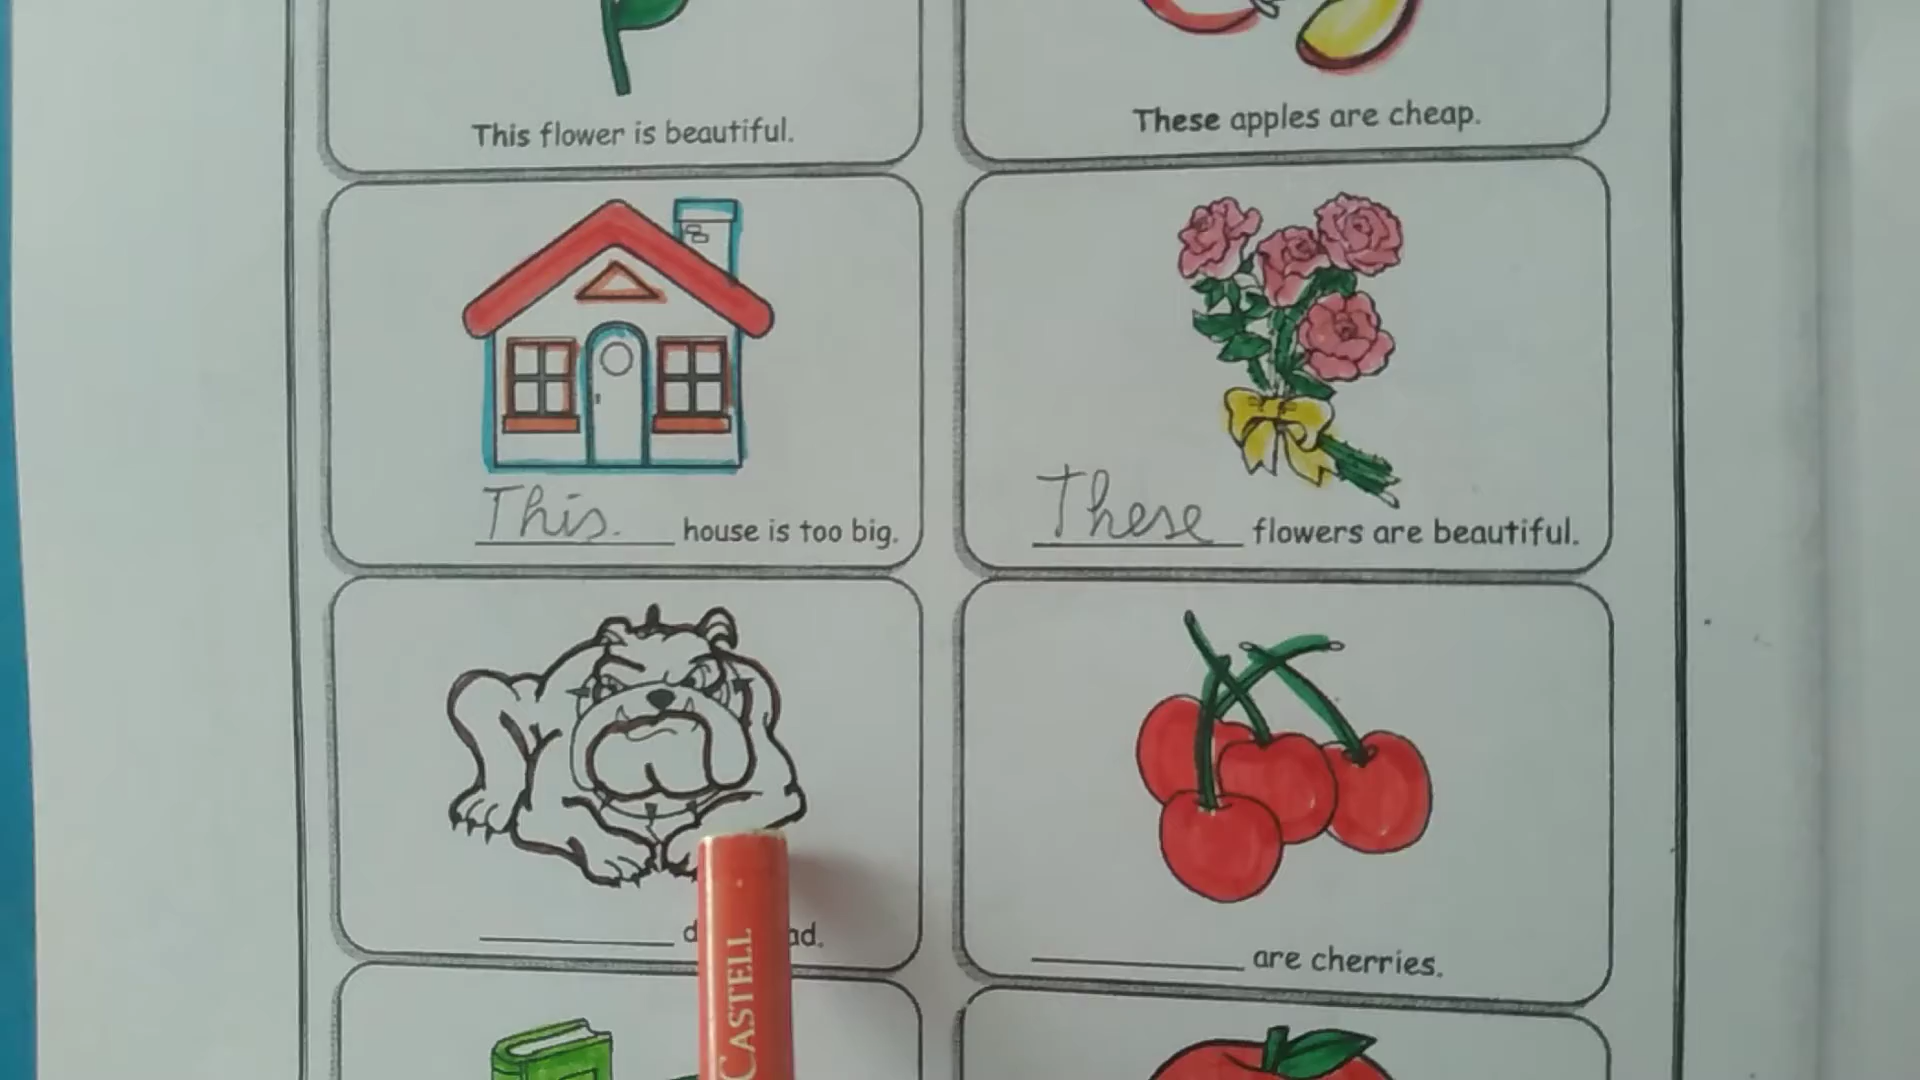 This flower is beautiful.
These apples are cheap.
This. house is too big.
These flowers are beautiful.
are cherries.
CASTELL